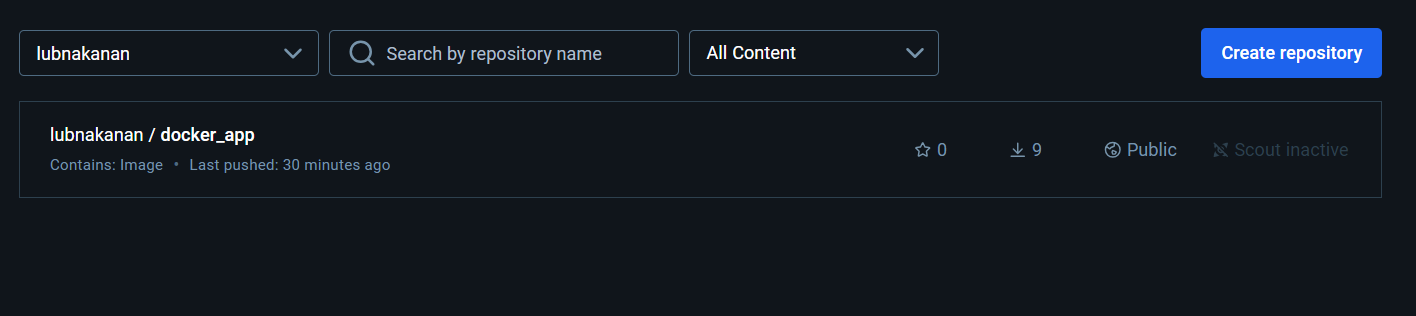 lubnakanan
Search by repository name
All Content
Create repository
lubnakanan / docker_app
Contains: Image • Last pushed: 30 minutes ago
0
9
Public
Scout inactive